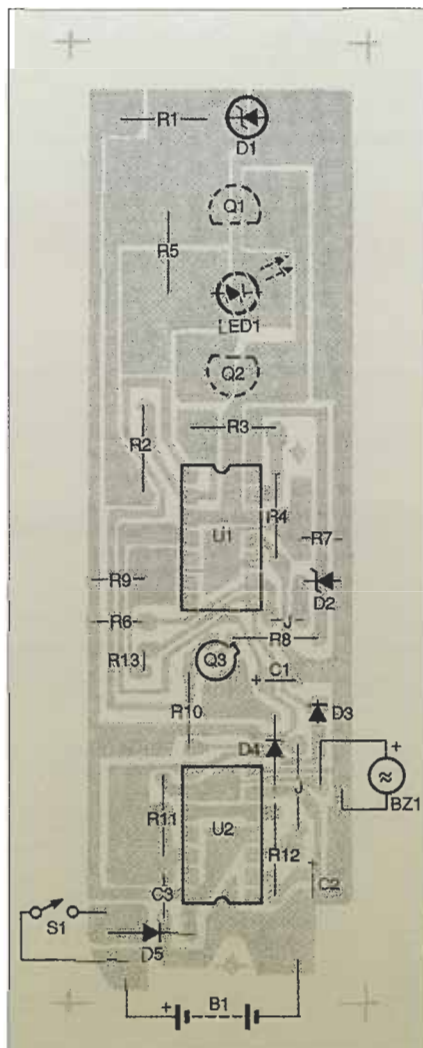 R1
D1
Q1
R5
LED1
Q2
R3
R2
R4
U1
R7
R9
D2
R6
J
R8
R13
Q3
+ C1
R10
D3
D4
+
BZ1
J
R11
U2
R12
C3
+
C2
S1
D5
+ B1